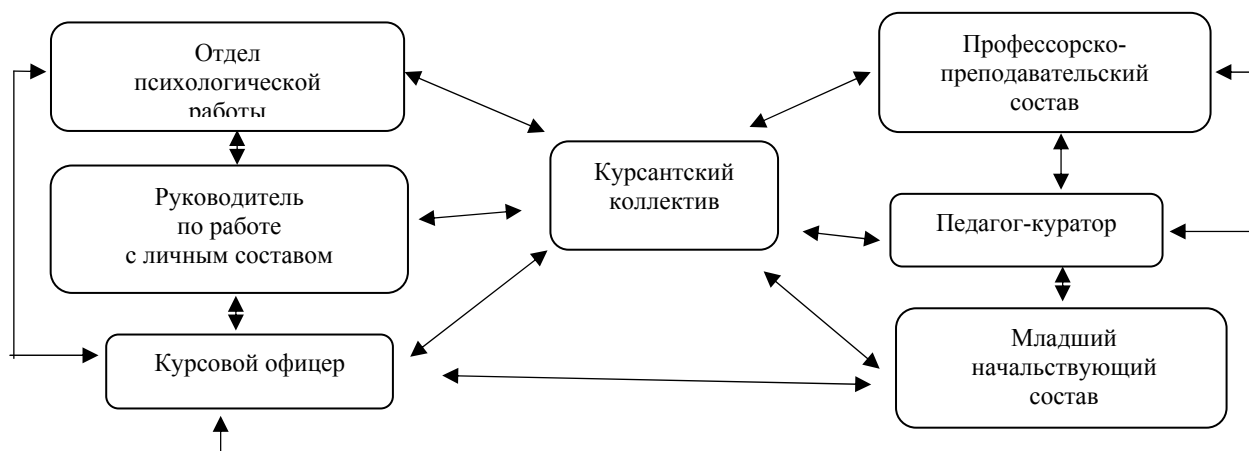 Отдел
психологической
работы
Профессорско-
преподавательский
состав
Курсантский
коллектив
Руководитель
по работе
с личным составом
Педагог-куратор
Курсовой офицер
Младший
начальствующий
состав